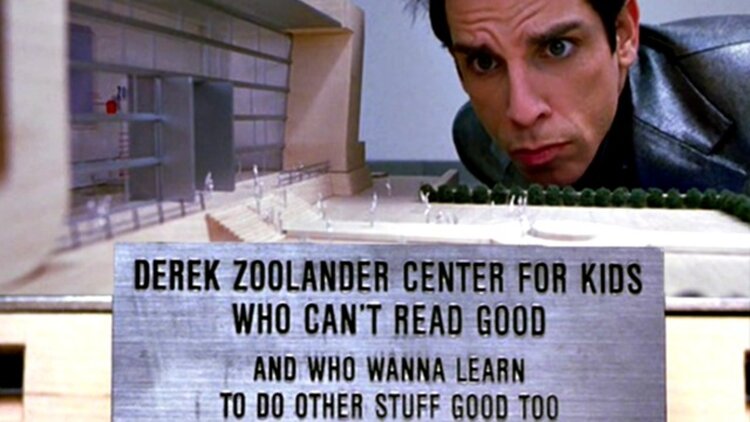 DEREK ZOOLANDER CENTER FOR KIDS
WHO CAN'T READ GOOD
AND WHO WANNA LEARN
TO DO OTHER STUFF GOOD TOO